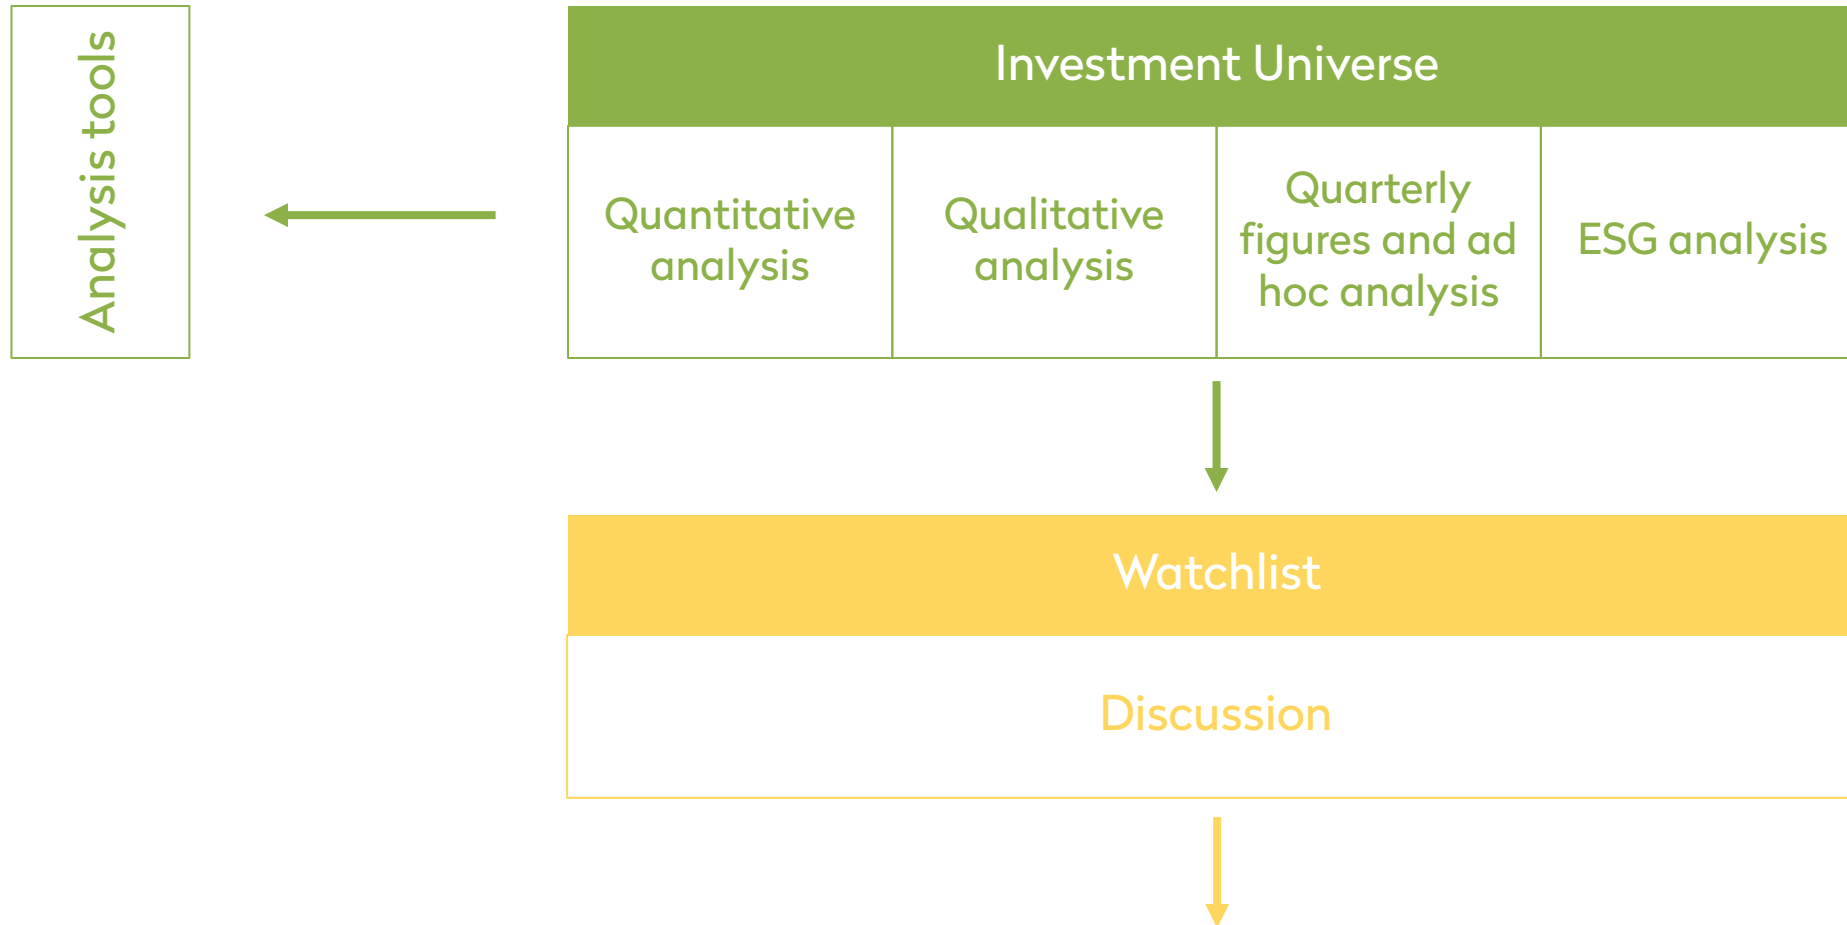 Analysis tools
Investment Universe
Quantitative
analysis
Qualitative
analysis
Quarterly
figures and ad
hoc analysis
ESG analysis
Watchlist
Discussion